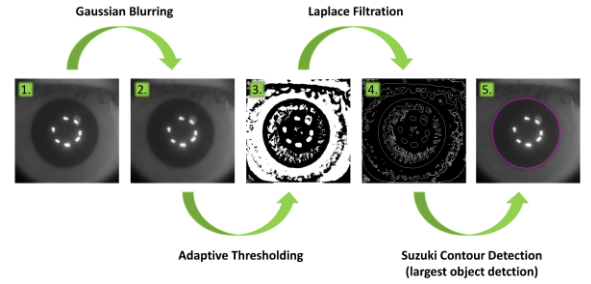 Gaussian Blurring
Laplace Filtration
1.
2.
3.
4.
5.
Adaptive Thresholding
Suzuki Contour Detection
(largest object detction)